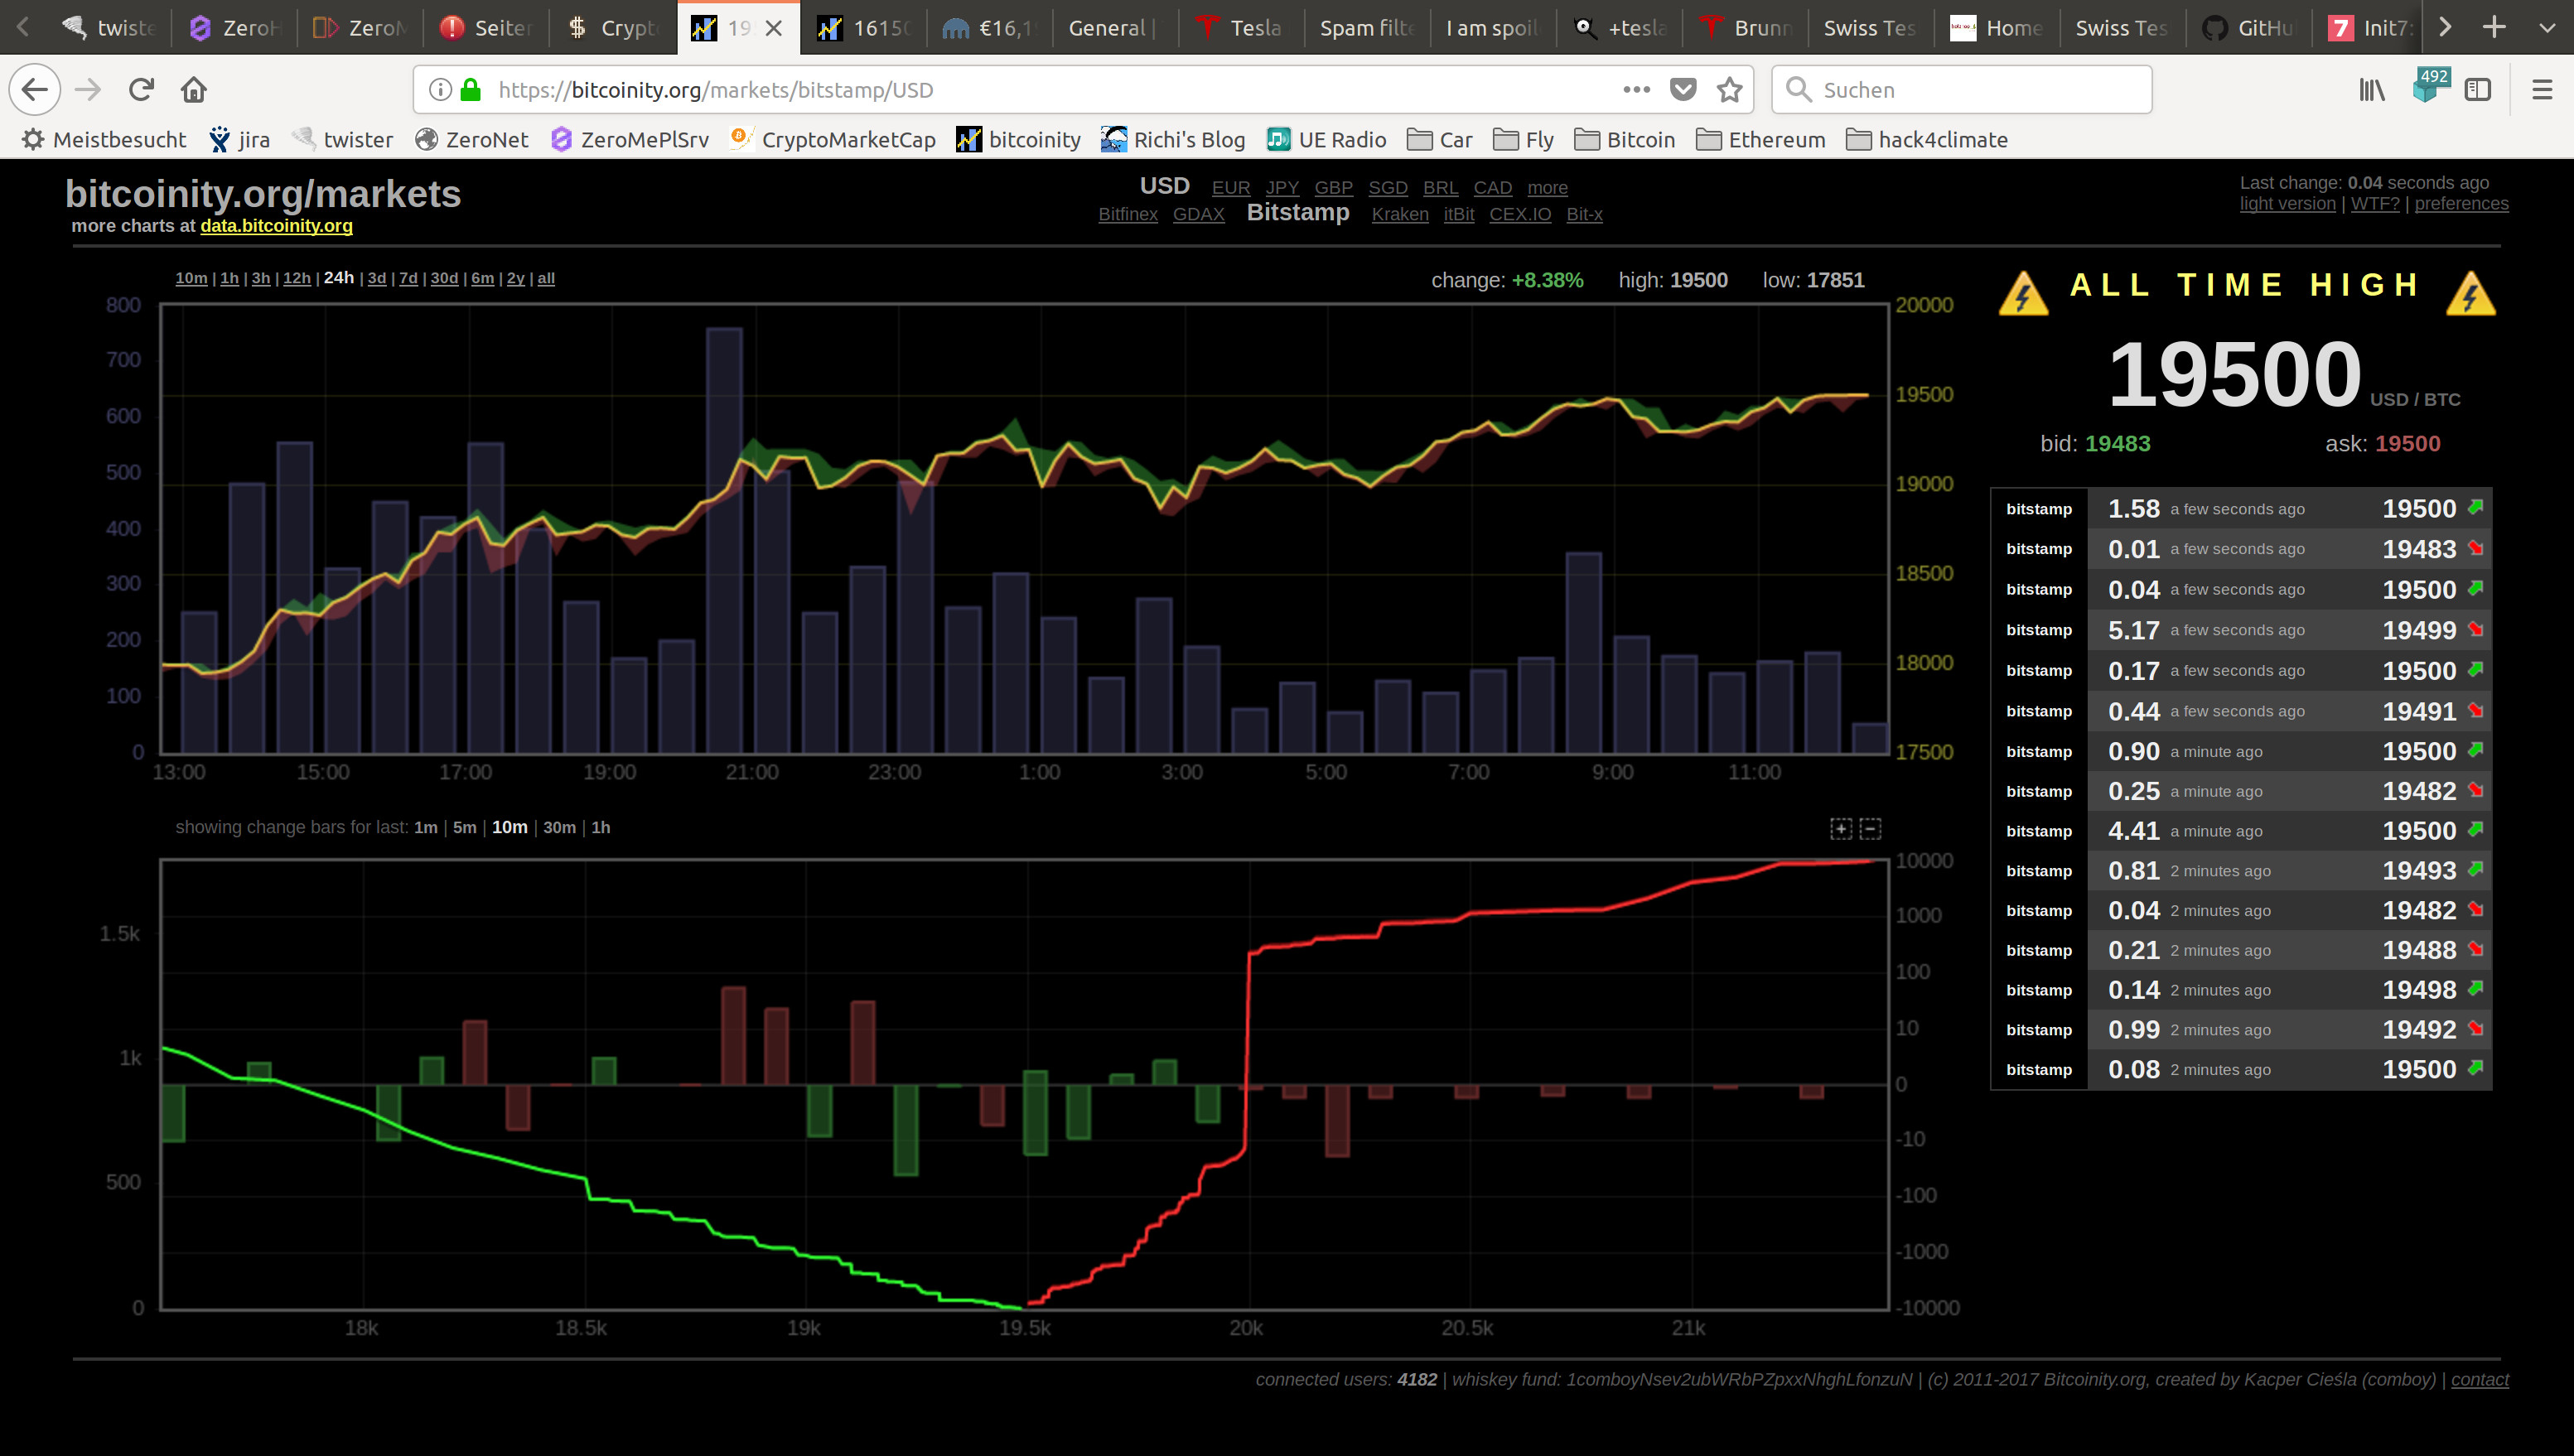 twiste ZeroH ZeroM Seiter Crypto 19 16150 €16,1 General | Tesla Spam filte I am spoil +tesla Brunn Swiss Tes Home Swiss Tes GitHu Init7:
https://bitcoinity.org/markets/bitstamp/USD ••• Suchen 492
Meistbesucht jira twister ZeroNet ZeroMePlSrv CryptoMarketCap bitcoinity Richi's Blog UE Radio Car Fly Bitcoin Ethereum hack4climate
bitcoinity.org/markets
more charts at data.bitcoinity.org
USD EUR JPY GBP SGD BRL CAD more
Bitfinex GDAX Bitstamp Kraken itBit CEX.IO Bit-x
Last change: 0.04 seconds ago
light version | WTF? | preferences
10m | 1h | 3h | 12h | 24h | 3d | 7d | 30d | 6m | 2y | all
change: +8.38% high: 19500 low: 17851
800 20000
700
600 19500
500 19000
400
300 18500
200 18000
100
0 17500
13:00 15:00 17:00 19:00 21:00 23:00 1:00 3:00 5:00 7:00 9:00 11:00
showing change bars for last: 1m | 5m | 10m | 30m | 1h
+ −
10000
1.5k 1000
100
10
1k 0
-10
500 -100
-1000
0 -10000
18k 18.5k 19k 19.5k 20k 20.5k 21k
ALL TIME HIGH
19500 USD / BTC
bid: 19483 ask: 19500
bitstamp 1.58 a few seconds ago 19500
bitstamp 0.01 a few seconds ago 19483
bitstamp 0.04 a few seconds ago 19500
bitstamp 5.17 a few seconds ago 19499
bitstamp 0.17 a few seconds ago 19500
bitstamp 0.44 a few seconds ago 19491
bitstamp 0.90 a minute ago 19500
bitstamp 0.25 a minute ago 19482
bitstamp 4.41 a minute ago 19500
bitstamp 0.81 2 minutes ago 19493
bitstamp 0.04 2 minutes ago 19482
bitstamp 0.21 2 minutes ago 19488
bitstamp 0.14 2 minutes ago 19498
bitstamp 0.99 2 minutes ago 19492
bitstamp 0.08 2 minutes ago 19500
connected users: 4182 | whiskey fund: 1comboyNsev2ubWRbPZpxxNhghLfonzuN | (c) 2011-2017 Bitcoinity.org, created by Kacper Cieśla (comboy) | contact